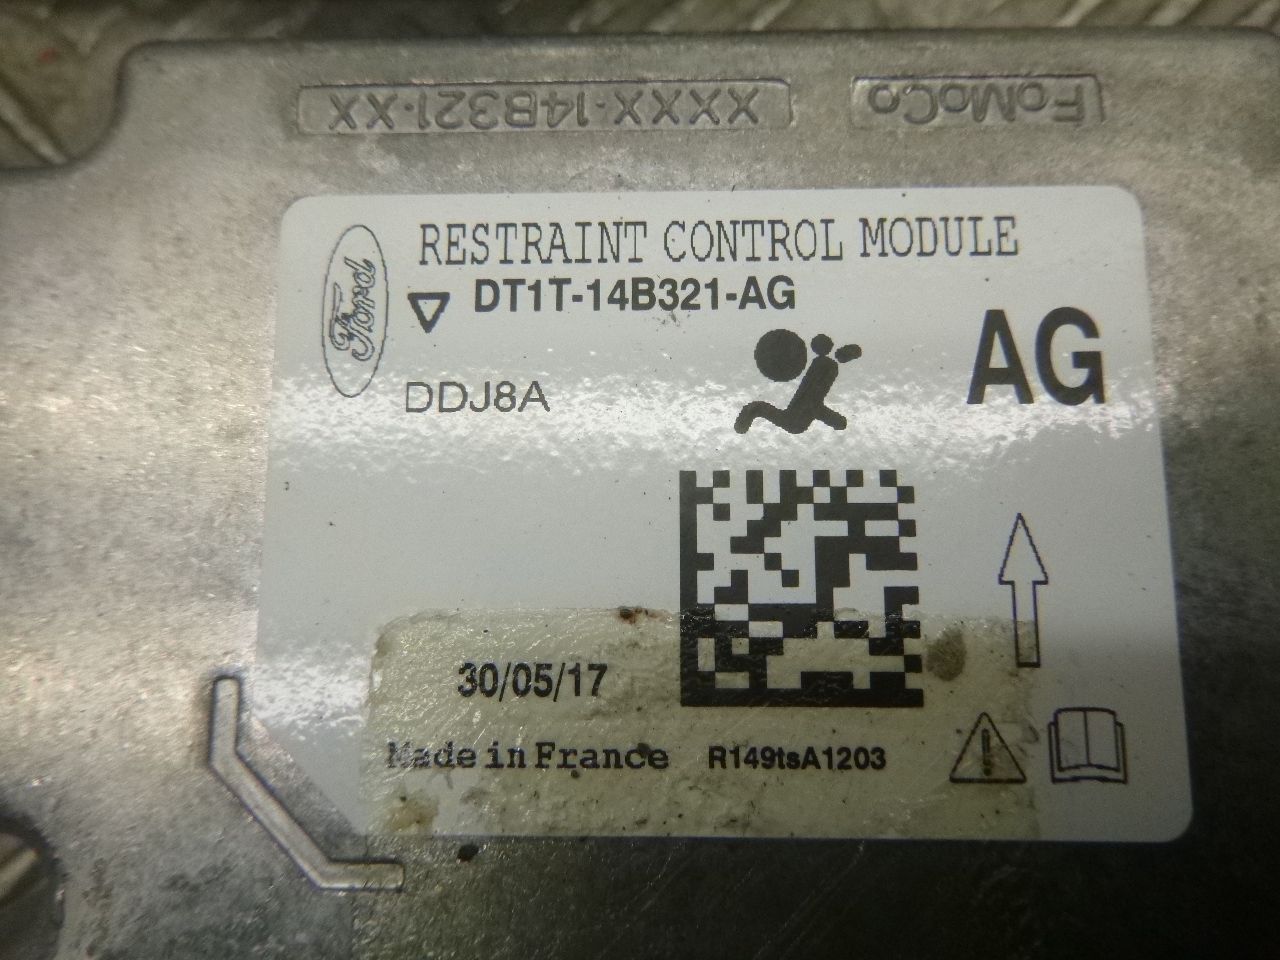 FoMoCo XXXX-14B321-XX
Ford
RESTRAINT CONTROL MODULE
DT1T-14B321-AG
AG
DDJ8A
30/05/17
Made in France R149tsA1203